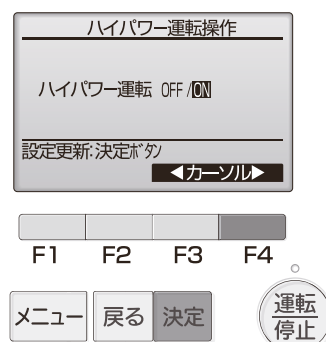 ハイパワー運転操作
ハイパワー運転 OFF/ON
設定更新:決定ボタン
◀カーソル▶
F1 F2 F3 F4
メニュー 戻る 決定 運転
停止